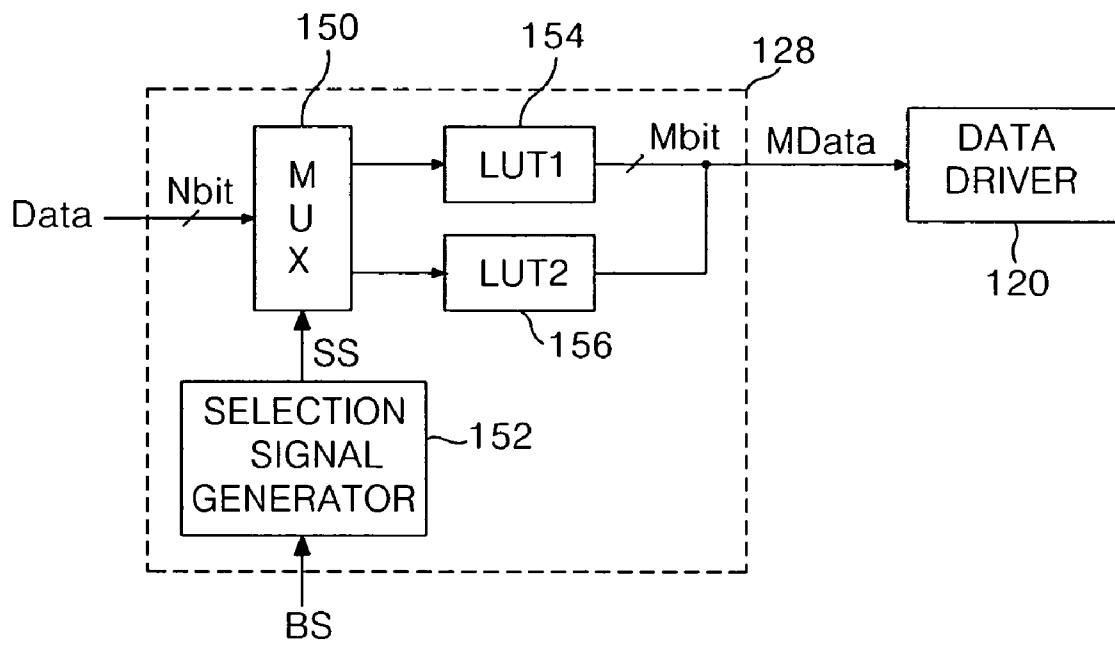 150
154
128
Data
Nbit
M
U
X
LUT1
Mbit
MData
DATA
DRIVER
120
LUT2
156
SS
SELECTION
SIGNAL
GENERATOR
152
BS